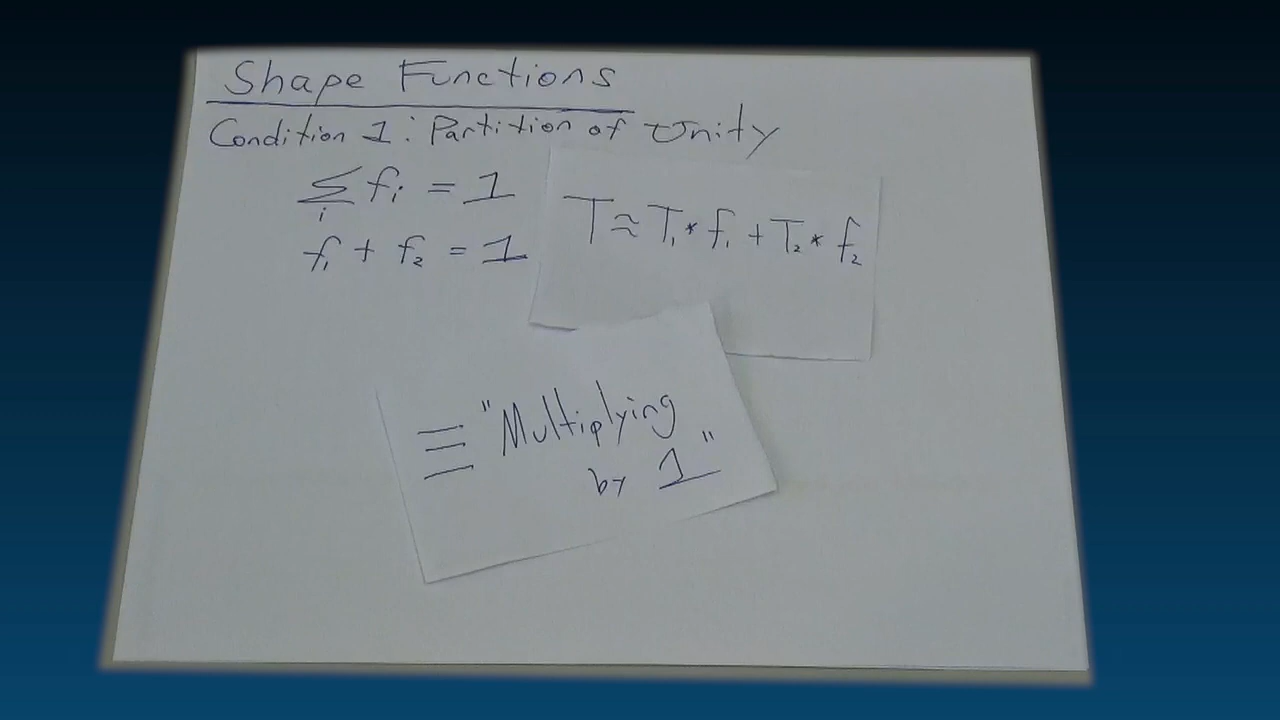 Shape Functions
Condition 1: Partition of Unity
∑ fᵢ = 1
i
f₁ + f₂ = 1
T ≈ T₁ * f₁ + T₂ * f₂
≡ "Multiplying
by 1"